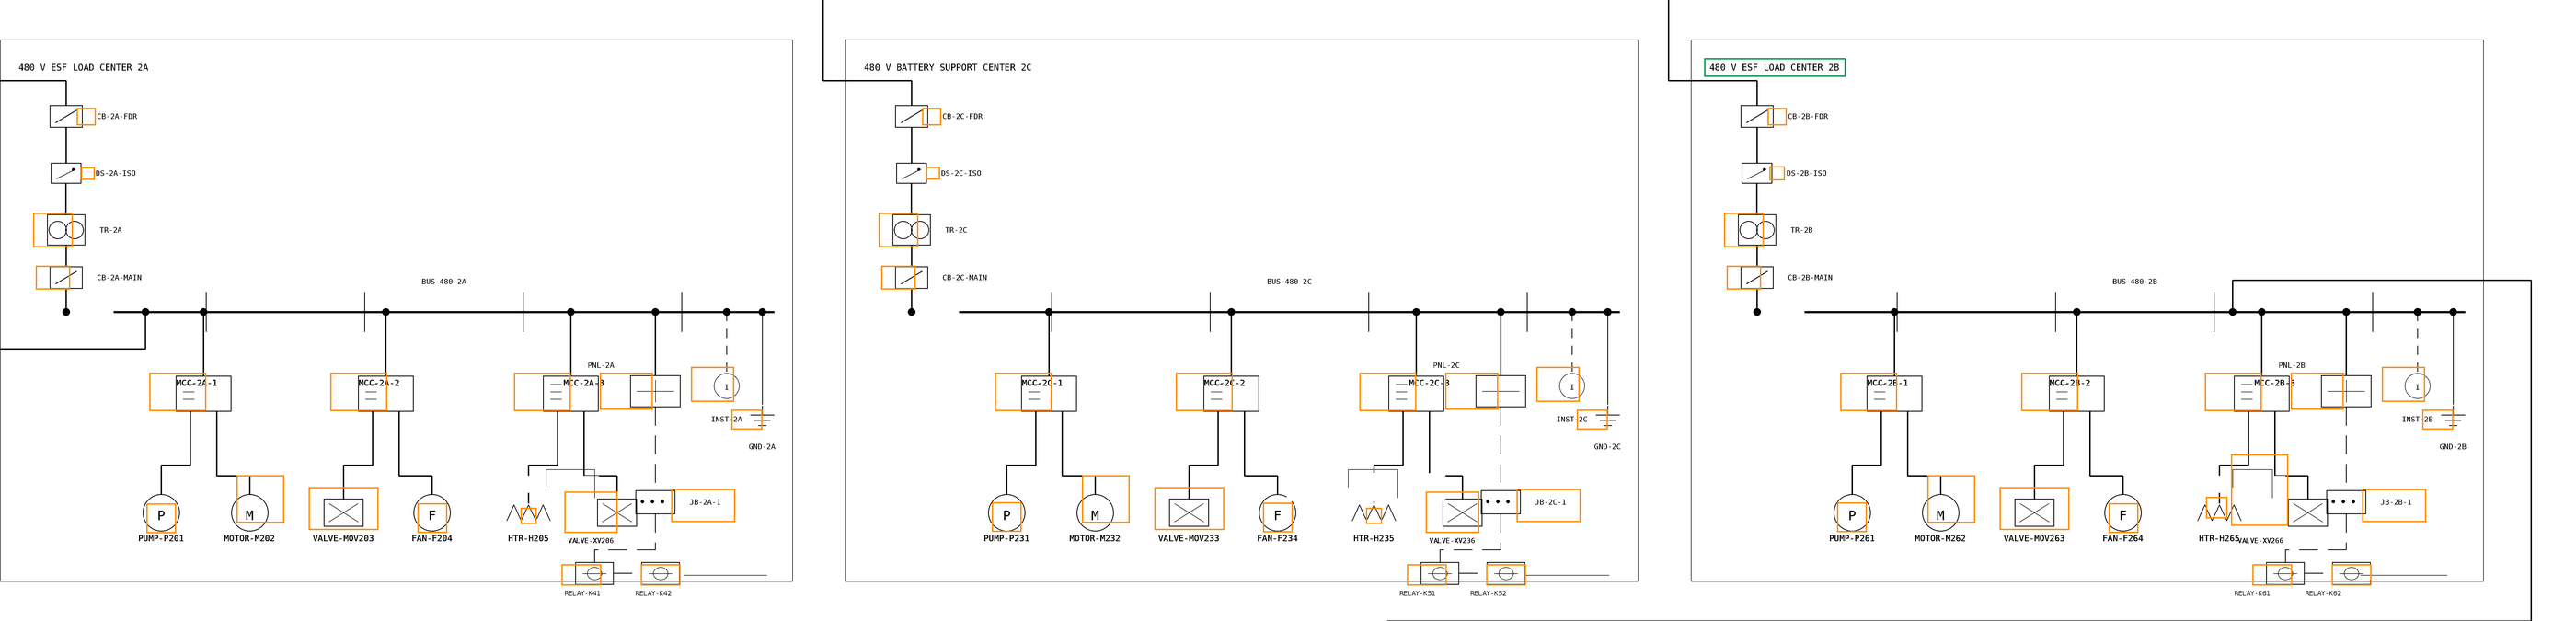 480 V ESF LOAD CENTER 2A
CB-2A-FDR
DS-2A-ISO
TR-2A
CB-2A-MAIN
BUS-480-2A
PNL-2A
MCC-2A-1
MCC-2A-2
MCC-2A-3
I
INST-2A
GND-2A
JB-2A-1
P
M
F
PUMP-P201
MOTOR-M202
VALVE-MOV203
FAN-F204
HTR-H205
VALVE-XV206
RELAY-K41
RELAY-K42
480 V BATTERY SUPPORT CENTER 2C
CB-2C-FDR
DS-2C-ISO
TR-2C
CB-2C-MAIN
BUS-480-2C
PNL-2C
MCC-2C-1
MCC-2C-2
MCC-2C-3
I
INST-2C
GND-2C
JB-2C-1
P
M
F
PUMP-P231
MOTOR-M232
VALVE-MOV233
FAN-F234
HTR-H235
VALVE-XV236
RELAY-K51
RELAY-K52
480 V ESF LOAD CENTER 2B
CB-2B-FDR
DS-2B-ISO
TR-2B
CB-2B-MAIN
BUS-480-2B
PNL-2B
MCC-2B-1
MCC-2B-2
MCC-2B-3
I
INST-2B
GND-2B
JB-2B-1
P
M
F
PUMP-P261
MOTOR-M262
VALVE-MOV263
FAN-F264
HTR-H265
VALVE-XV266
RELAY-K61
RELAY-K62